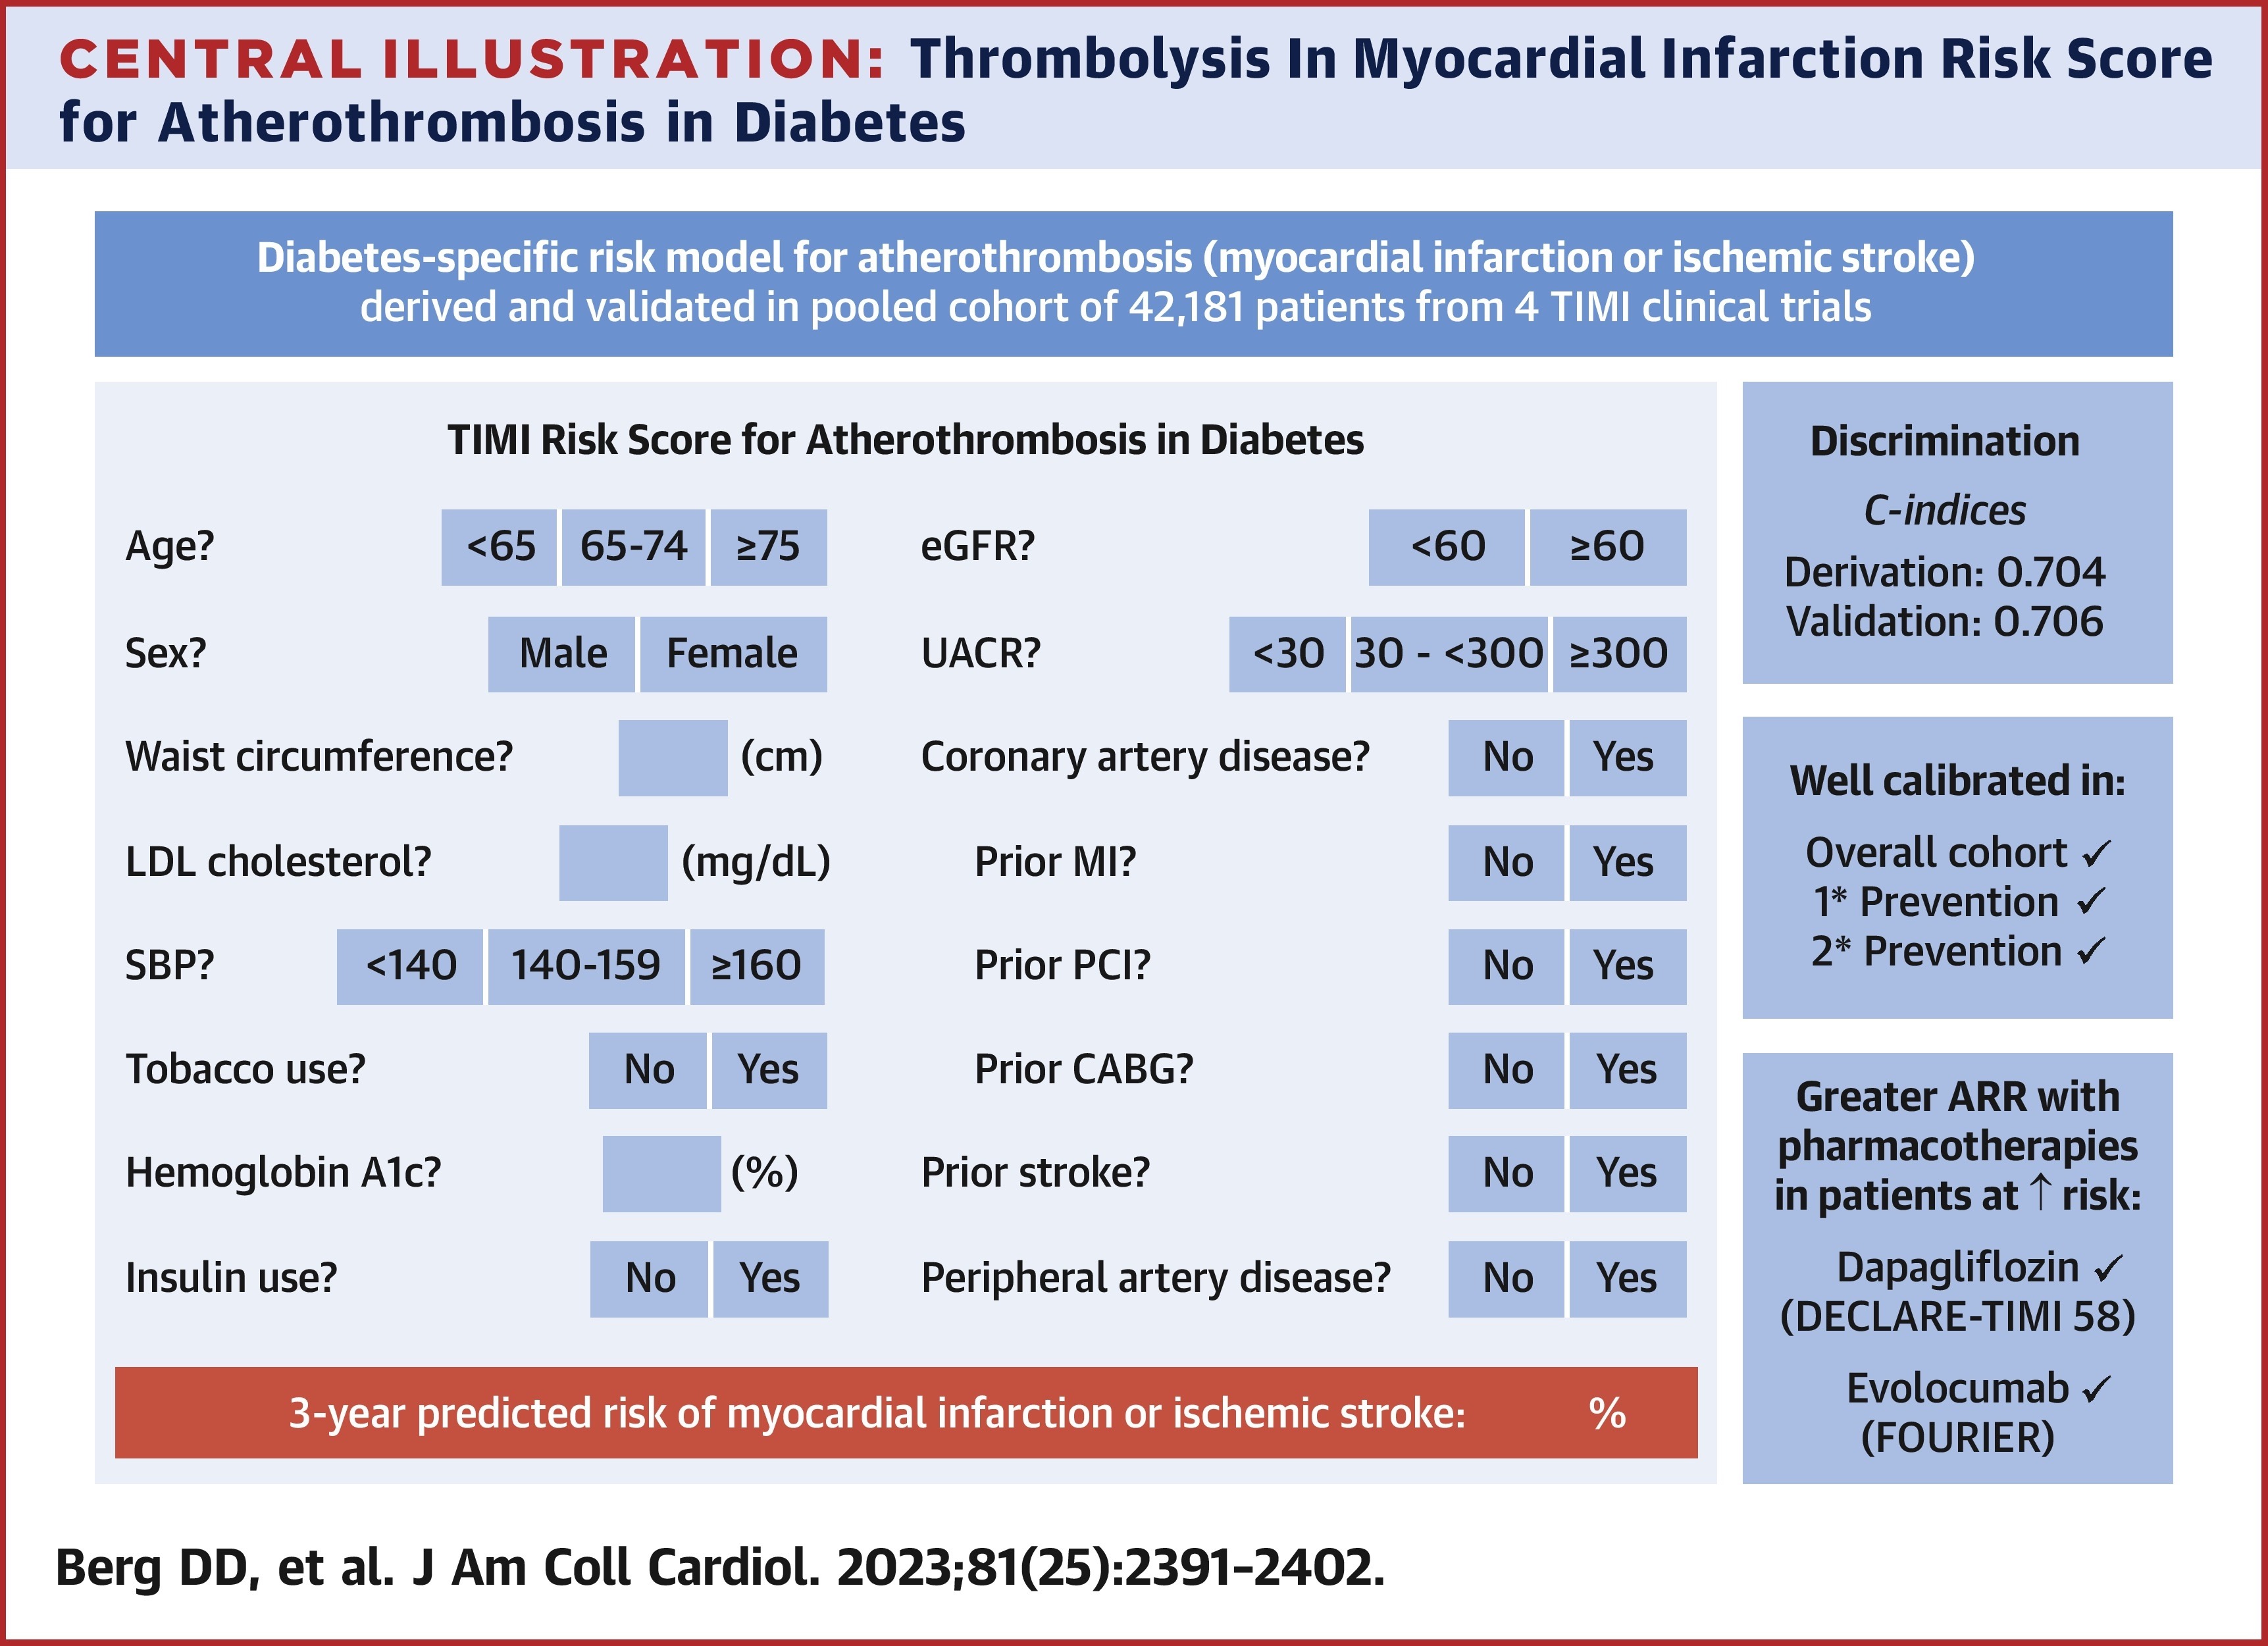 CENTRAL ILLUSTRATION: Thrombolysis In Myocardial Infarction Risk Score
for Atherothrombosis in Diabetes
Diabetes-specific risk model for atherothrombosis (myocardial infarction or ischemic stroke)
derived and validated in pooled cohort of 42,181 patients from 4 TIMI clinical trials
TIMI Risk Score for Atherothrombosis in Diabetes
Age? <65 65-74 ≥75
Sex? Male Female
Waist circumference? (cm)
LDL cholesterol? (mg/dL)
SBP? <140 140-159 ≥160
Tobacco use? No Yes
Hemoglobin A1c? (%)
Insulin use? No Yes
eGFR? <60 ≥60
UACR? <30 30 - <300 ≥300
Coronary artery disease? No Yes
Prior MI? No Yes
Prior PCI? No Yes
Prior CABG? No Yes
Prior stroke? No Yes
Peripheral artery disease? No Yes
3-year predicted risk of myocardial infarction or ischemic stroke: %
Discrimination
C-indices
Derivation: 0.704
Validation: 0.706
Well calibrated in:
Overall cohort ✓
1* Prevention ✓
2* Prevention ✓
Greater ARR with
pharmacotherapies
in patients at ↑ risk:
Dapagliflozin ✓
(DECLARE-TIMI 58)
Evolocumab ✓
(FOURIER)
Berg DD, et al. J Am Coll Cardiol. 2023;81(25):2391–2402.